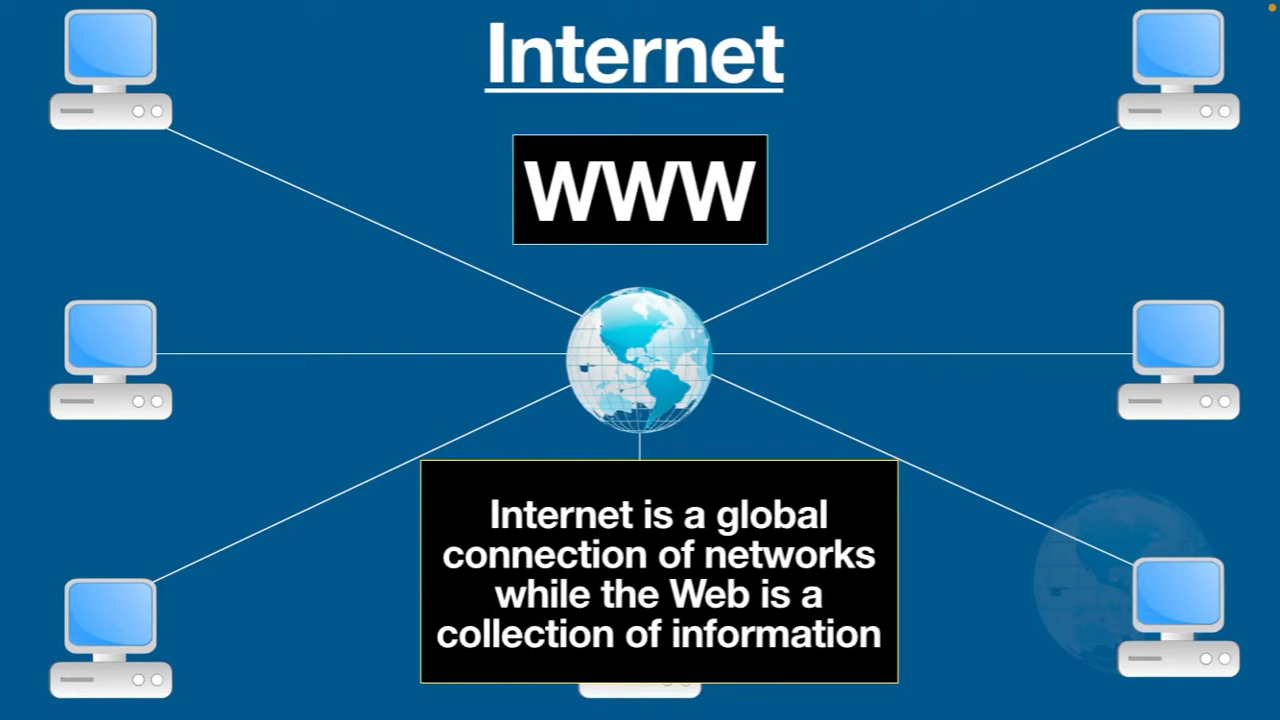 Internet
WWW
Internet is a global
connection of networks
while the Web is a
collection of information